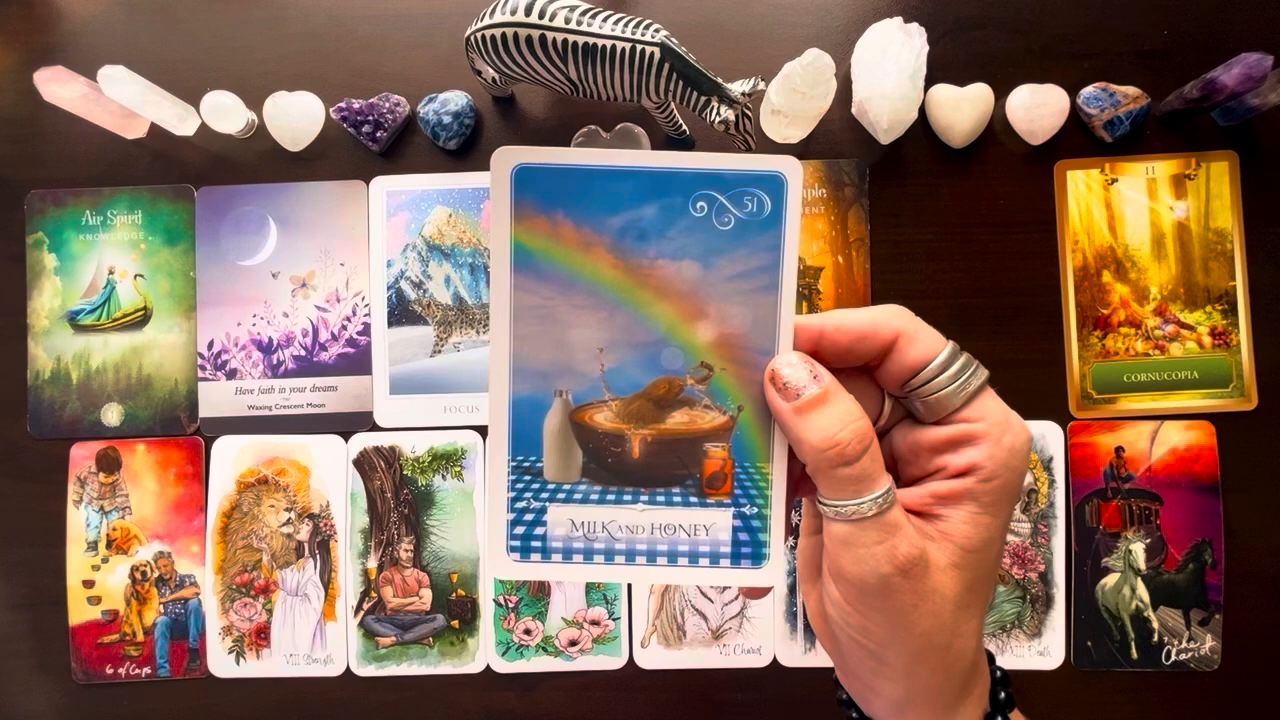 Air Spirit
KNOWLEDGE
1
Have faith in your dreams
Waxing Crescent Moon
FOCUS
51
MILK AND HONEY
II
CORNUCOPIA
6 of Cups
VIII Strength
VII Chariot
Death
The Chariot